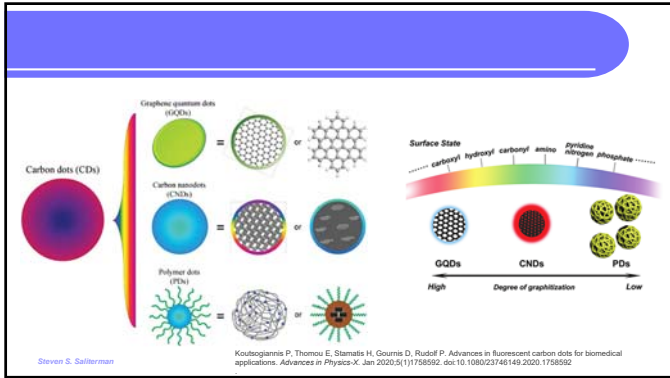 Graphene quantum dots
(GQDs)
=
or
Carbon dots (CDs)
Carbon nanodots
(CNDs)
=
or
Polymer dots
(PDs)
=
or
Surface State
carboxyl
hydroxyl
carbonyl
amino
pyridine
nitrogen
phosphate
GQDs
CNDs
PDs
High
Degree of graphitization
Low
Steven S. Saliterman
Koutsogiannis P, Thomou E, Stamatis H, Gournis D, Rudolf P. Advances in fluorescent carbon dots for biomedical
applications. Advances in Physics-X. Jan 2020;5(1)1758592. doi:10.1080/23746149.2020.1758592